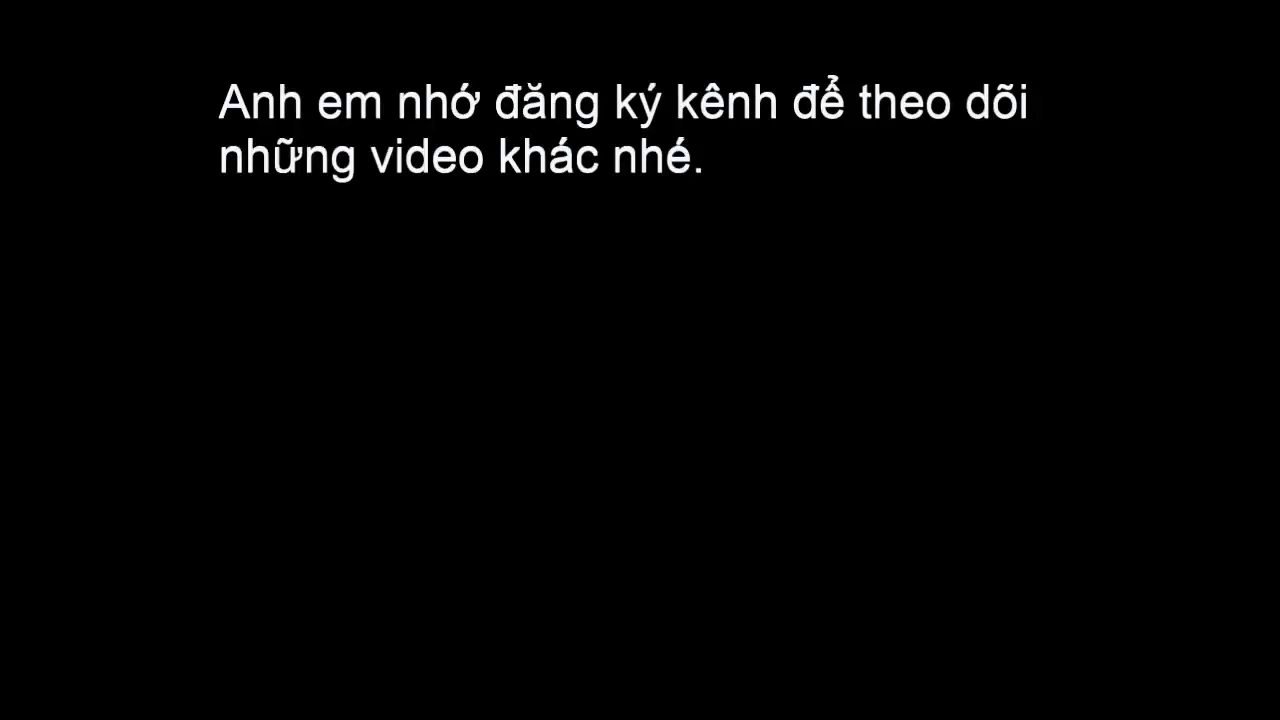 Anh em nhớ đăng ký kênh để theo dõi
những video khác nhé.